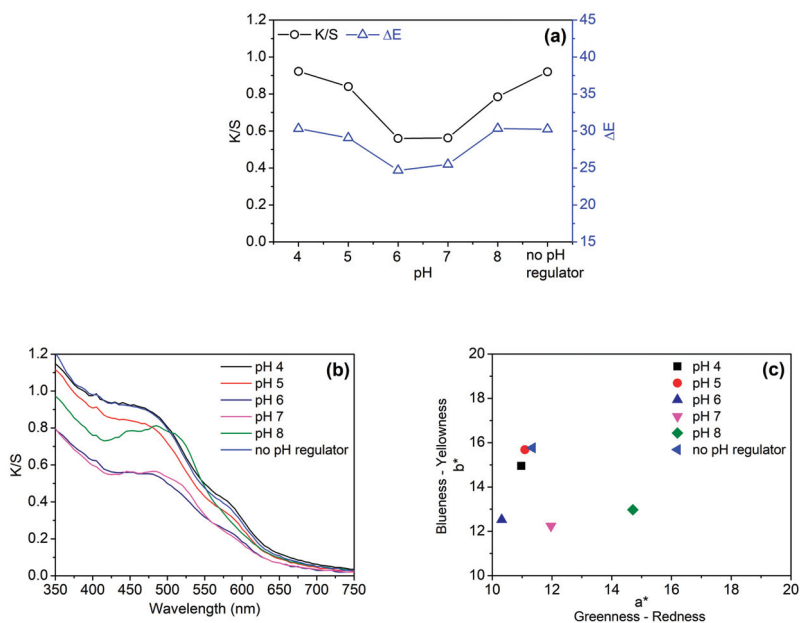 K/S ΔE (a)
1.2
1.0
0.8
0.6
0.4
0.2
0.0
K/S
45
40
35
30
25
20
15
ΔE
4 5 6 7 8 no pH
regulator
pH
(b)
pH 4
pH 5
pH 6
pH 7
pH 8
no pH regulator
1.2
1.0
0.8
0.6
0.4
0.2
0.0
K/S
350 400 450 500 550 600 650 700 750
Wavelength (nm)
(c)
pH 4
pH 5
pH 6
pH 7
pH 8
no pH regulator
20
18
16
14
12
10
Blueness - Yellowness
b*
10 11 12 13 14 15 16 17 18 19 20
a*
Greenness - Redness